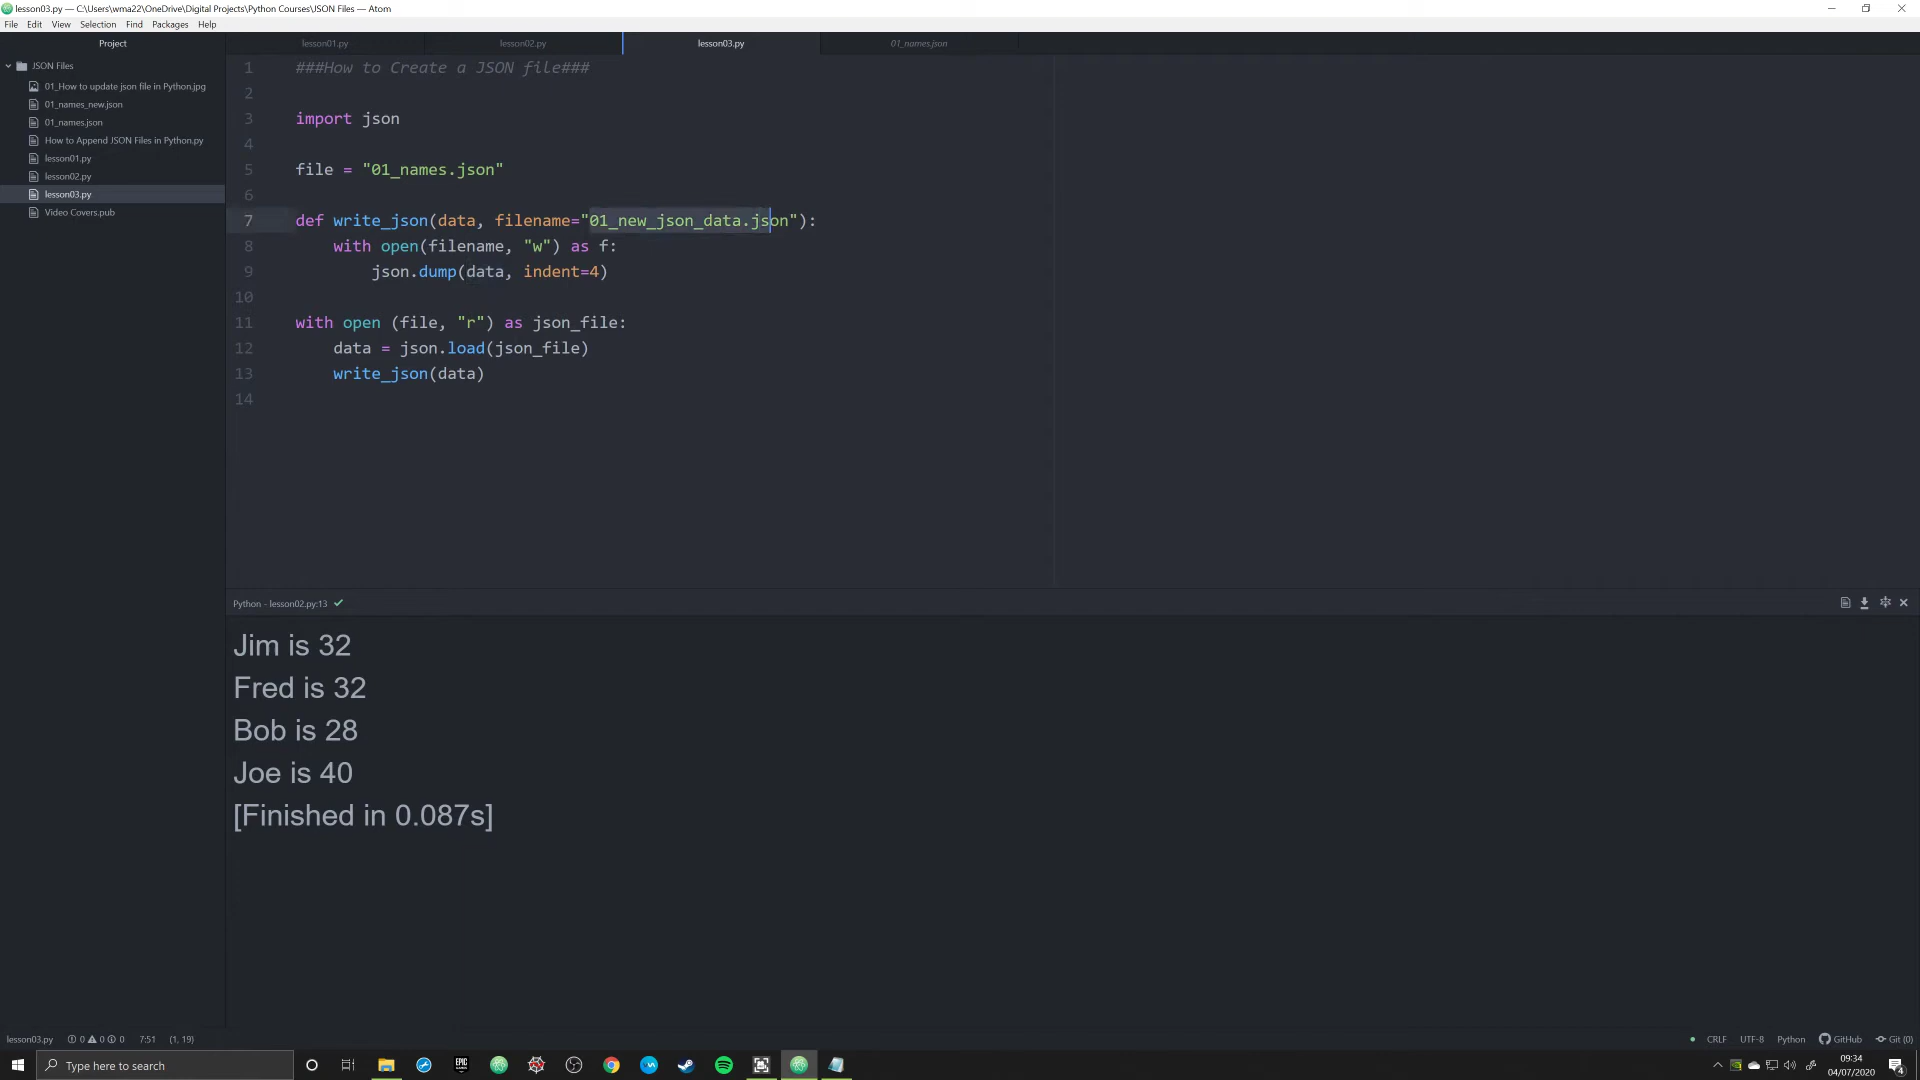 lesson03.py — C:\Users\wma22\OneDrive\Digital Projects\Python Courses\JSON Files — Atom
File Edit View Selection Find Packages Help
Project
lesson01.py lesson02.py lesson03.py 01_names.json
JSON Files
01_How to update json file in Python.jpg
01_names_new.json
01_names.json
How to Append JSON Files in Python.py
lesson01.py
lesson02.py
lesson03.py
Video Covers.pub
1 ###How to Create a JSON file###
2
3 import json
4
5 file = "01_names.json"
6
7 def write_json(data, filename="01_new_json_data.json"):
8 with open(filename, "w") as f:
9 json.dump(data, indent=4)
10
11 with open (file, "r") as json_file:
12 data = json.load(json_file)
13 write_json(data)
14
Python - lesson02.py:13
Jim is 32
Fred is 32
Bob is 28
Joe is 40
[Finished in 0.087s]
lesson03.py 0 0 0 7:51 (1, 19) CRLF UTF-8 Python GitHub Git (0)
Type here to search
EPIC GAMES
09:34
04/07/2020
4